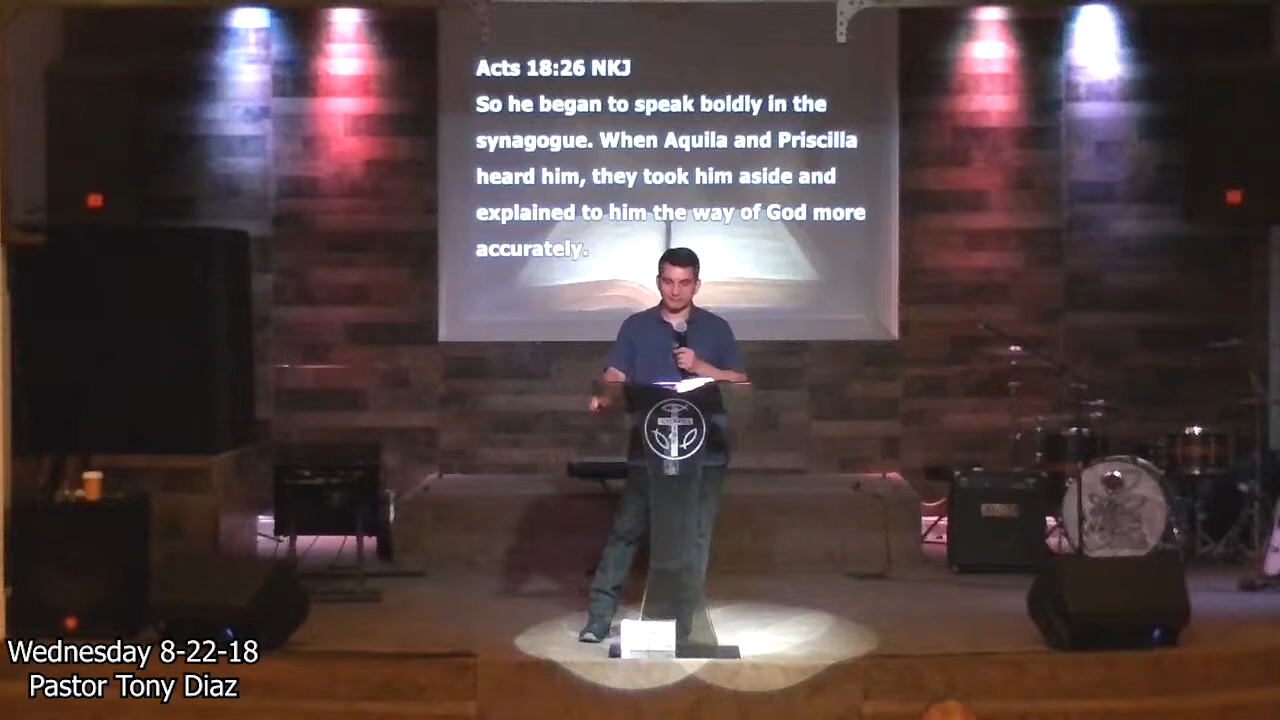 Acts 18:26 NKJ
So he began to speak boldly in the
synagogue. When Aquila and Priscilla
heard him, they took him aside and
explained to him the way of God more
accurately.
Wednesday 8-22-18
Pastor Tony Diaz